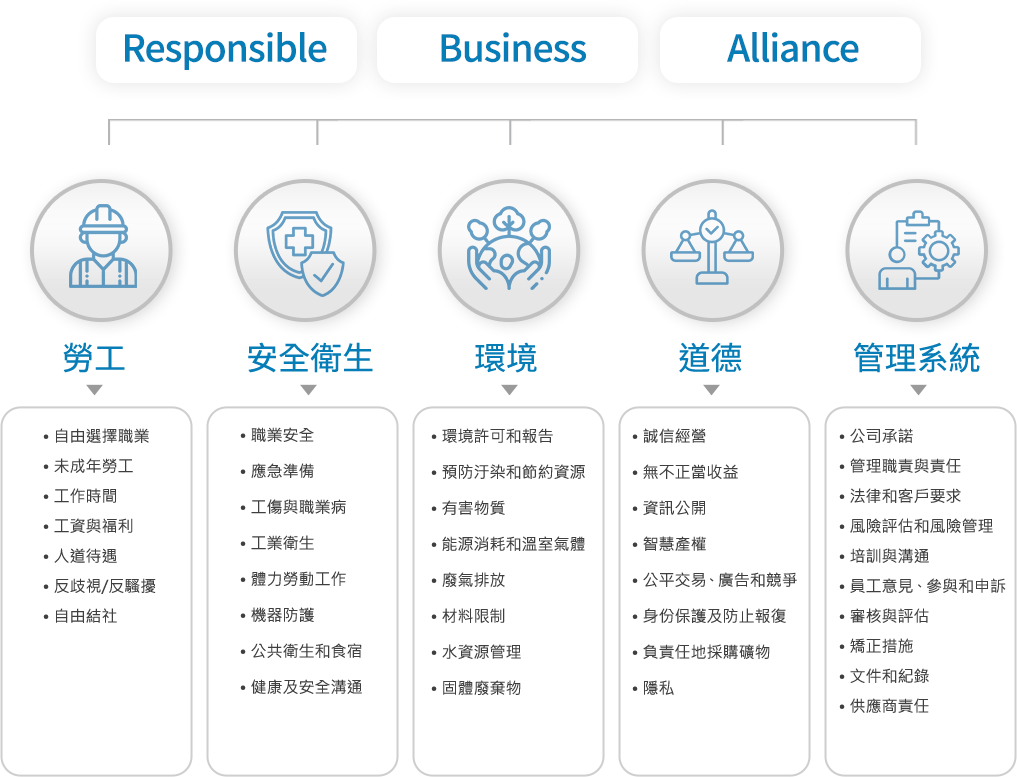 Responsible
Business
Alliance
勞工
• 自由選擇職業
• 未成年勞工
• 工作時間
• 工資與福利
• 人道待遇
• 反歧視/反騷擾
• 自由結社
安全衛生
• 職業安全
• 應急準備
• 工傷與職業病
• 工業衛生
• 體力勞動工作
• 機器防護
• 公共衛生和食宿
• 健康及安全溝通
環境
• 環境許可和報告
• 預防汙染和節約資源
• 有害物質
• 能源消耗和溫室氣體
• 廢氣排放
• 材料限制
• 水資源管理
• 固體廢棄物
道德
• 誠信經營
• 無不正當收益
• 資訊公開
• 智慧產權
• 公平交易、廣告和競爭
• 身份保護及防止報復
• 負責任地採購礦物
• 隱私
管理系統
• 公司承諾
• 管理職責與責任
• 法律和客戶要求
• 風險評估和風險管理
• 培訓與溝通
• 員工意見、參與和申訴
• 審核與評估
• 矯正措施
• 文件和紀錄
• 供應商責任